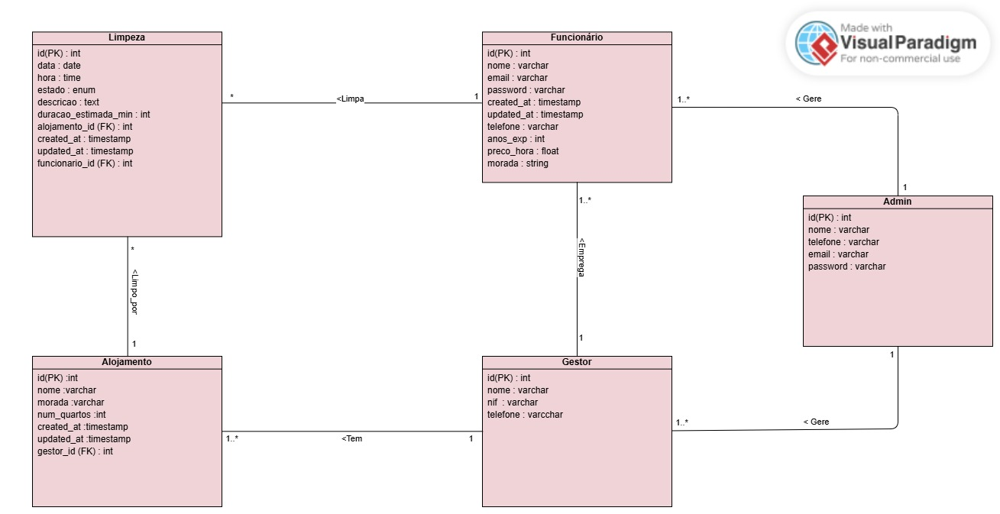 Made with
Visual Paradigm
For non-commercial use
Limpeza
id(PK) : int
data : date
hora : time
estado : enum
descricao : text
duracao_estimada_min : int
alojamento_id (FK) : int
created_at : timestamp
updated_at : timestamp
funcionario_id (FK) : int
*
<Limpa
1
Funcionário
id(PK) : int
nome : varchar
email : varchar
password : varchar
created_at : timestamp
updated_at : timestamp
telefone : varchar
anos_exp : int
preco_hora : float
morada : string
1..*
< Gere
1
Admin
id(PK) : int
nome : varchar
telefone : varchar
email : varchar
password : varchar
1..*
<Emprega
1
*
<Limpo_por
1
Alojamento
id(PK) :int
nome :varchar
morada :varchar
num_quartos :int
created_at :timestamp
updated_at :timestamp
gestor_id (FK) : int
1..*
<Tem
1
Gestor
id(PK) : int
nome : varchar
nif : varchar
telefone : varcchar
1..*
< Gere
1